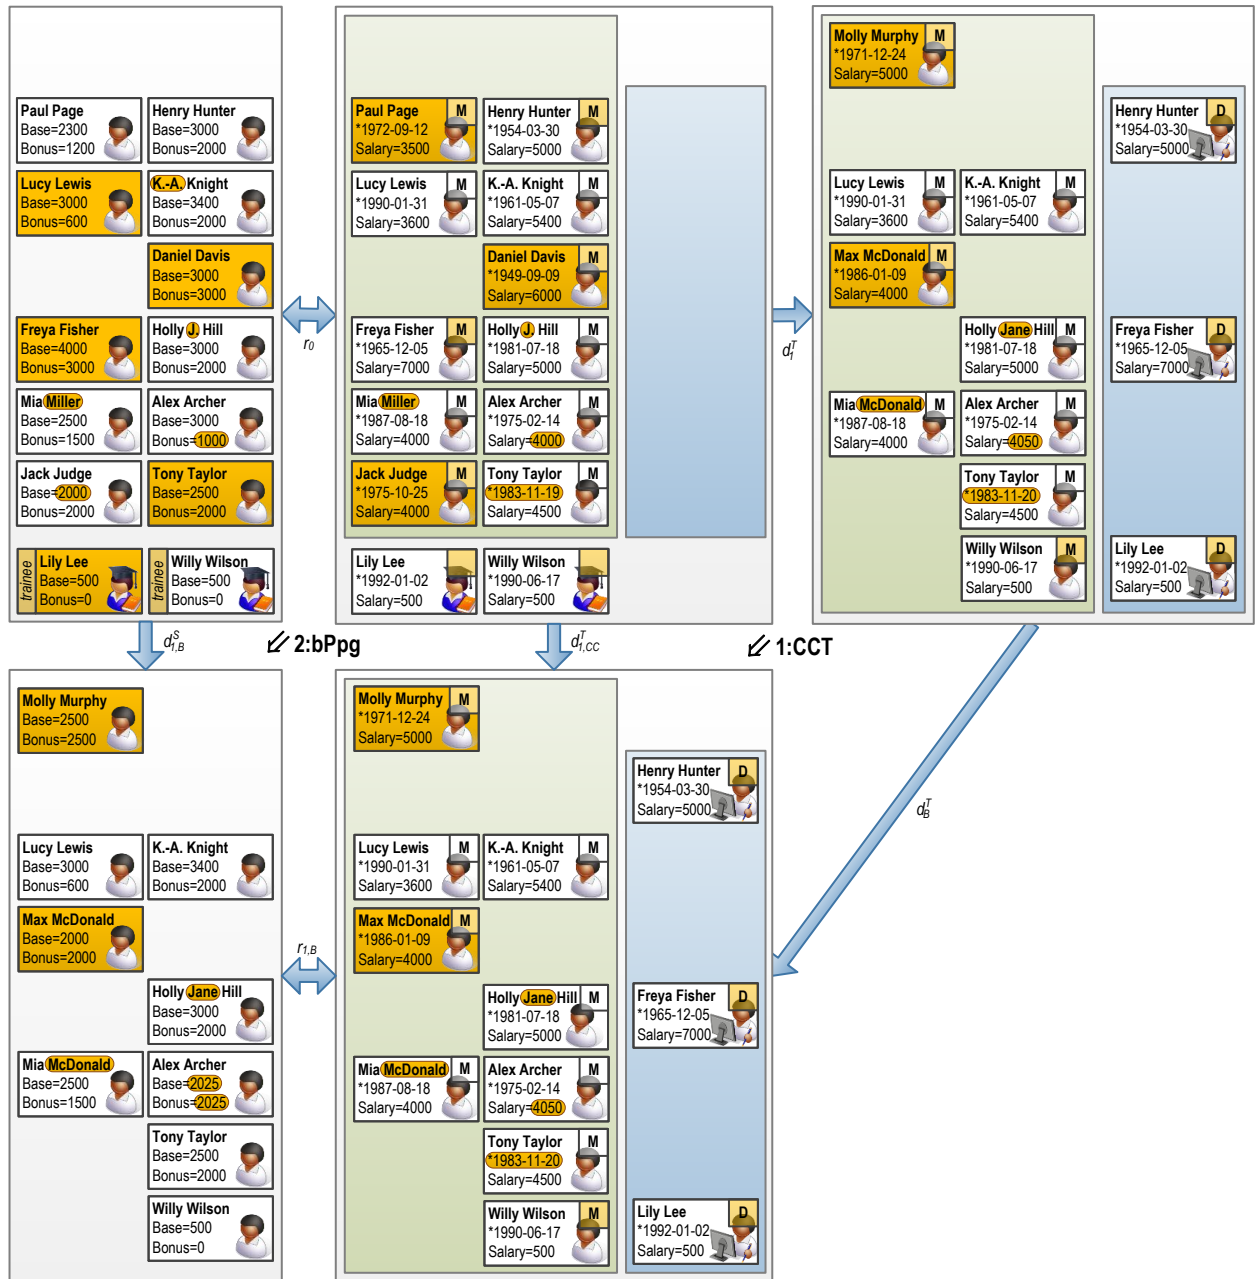 Paul Page
Base=2300
Bonus=1200
Henry Hunter
Base=3000
Bonus=2000
Lucy Lewis
Base=3000
Bonus=600
K.-A. Knight
Base=3400
Bonus=2000
Daniel Davis
Base=3000
Bonus=3000
Freya Fisher
Base=4000
Bonus=3000
Holly J. Hill
Base=3000
Bonus=2000
Mia Miller
Base=2500
Bonus=1500
Alex Archer
Base=3000
Bonus=1000
Jack Judge
Base=2000
Bonus=2000
Tony Taylor
Base=2500
Bonus=2000
trainee
Lily Lee
Base=500
Bonus=0
trainee
Willy Wilson
Base=500
Bonus=0
r0
Paul Page M
*1972-09-12
Salary=3500
Henry Hunter M
*1954-03-30
Salary=5000
Lucy Lewis M
*1990-01-31
Salary=3600
K.-A. Knight M
*1961-05-07
Salary=5400
Daniel Davis M
*1949-09-09
Salary=6000
Freya Fisher M
*1965-12-05
Salary=7000
Holly J. Hill M
*1981-07-18
Salary=5000
Mia Miller M
*1987-08-18
Salary=4000
Alex Archer M
*1975-02-14
Salary=4000
Jack Judge M
*1975-10-25
Salary=4000
Tony Taylor M
*1983-11-19
Salary=4500
Lily Lee
*1992-01-02
Salary=500
Willy Wilson
*1990-06-17
Salary=500
d1T
Molly Murphy M
*1971-12-24
Salary=5000
Henry Hunter D
*1954-03-30
Salary=5000
Lucy Lewis M
*1990-01-31
Salary=3600
K.-A. Knight M
*1961-05-07
Salary=5400
Max McDonald M
*1986-01-09
Salary=4000
Holly Jane Hill M
*1981-07-18
Salary=5000
Freya Fisher D
*1965-12-05
Salary=7000
Mia McDonald M
*1987-08-18
Salary=4000
Alex Archer M
*1975-02-14
Salary=4050
Tony Taylor M
*1983-11-20
Salary=4500
Willy Wilson M
*1990-06-17
Salary=500
Lily Lee D
*1992-01-02
Salary=500
d1,BS
2:bPpg
d1,CCT
1:CCT
dBT
Molly Murphy
Base=2500
Bonus=2500
Lucy Lewis
Base=3000
Bonus=600
K.-A. Knight
Base=3400
Bonus=2000
Max McDonald
Base=2000
Bonus=2000
Holly Jane Hill
Base=3000
Bonus=2000
Mia McDonald
Base=2500
Bonus=1500
Alex Archer
Base=2025
Bonus=2025
Tony Taylor
Base=2500
Bonus=2000
Willy Wilson
Base=500
Bonus=0
r1,B
Molly Murphy M
*1971-12-24
Salary=5000
Henry Hunter D
*1954-03-30
Salary=5000
Lucy Lewis M
*1990-01-31
Salary=3600
K.-A. Knight M
*1961-05-07
Salary=5400
Max McDonald M
*1986-01-09
Salary=4000
Holly Jane Hill M
*1981-07-18
Salary=5000
Freya Fisher D
*1965-12-05
Salary=7000
Mia McDonald M
*1987-08-18
Salary=4000
Alex Archer M
*1975-02-14
Salary=4050
Tony Taylor M
*1983-11-20
Salary=4500
Willy Wilson M
*1990-06-17
Salary=500
Lily Lee D
*1992-01-02
Salary=500